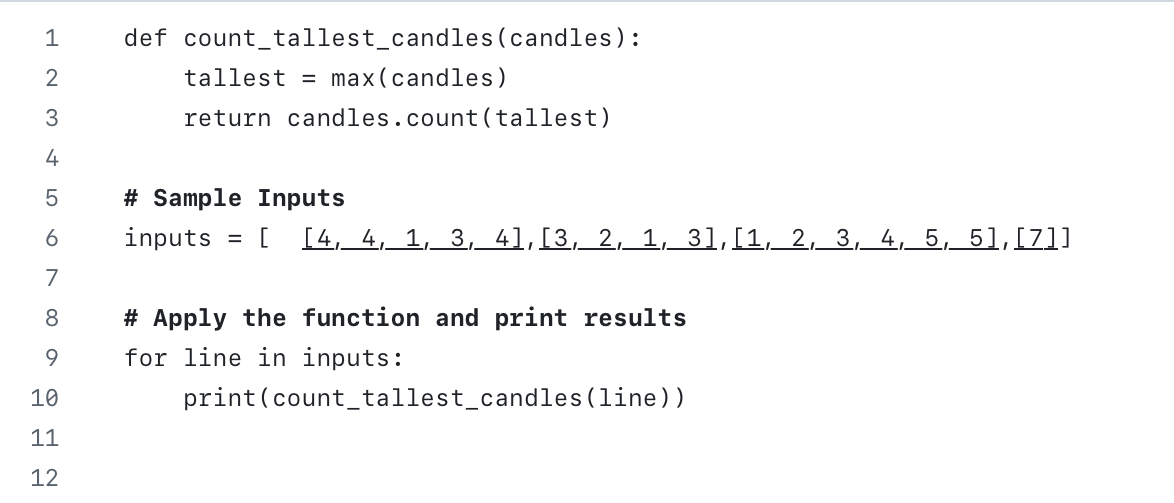 1 def count_tallest_candles(candles):
2     tallest = max(candles)
3     return candles.count(tallest)
4
5 # Sample Inputs
6 inputs = [  [4, 4, 1, 3, 4],[3, 2, 1, 3],[1, 2, 3, 4, 5, 5],[7]]
7
8 # Apply the function and print results
9 for line in inputs:
10     print(count_tallest_candles(line))
11
12